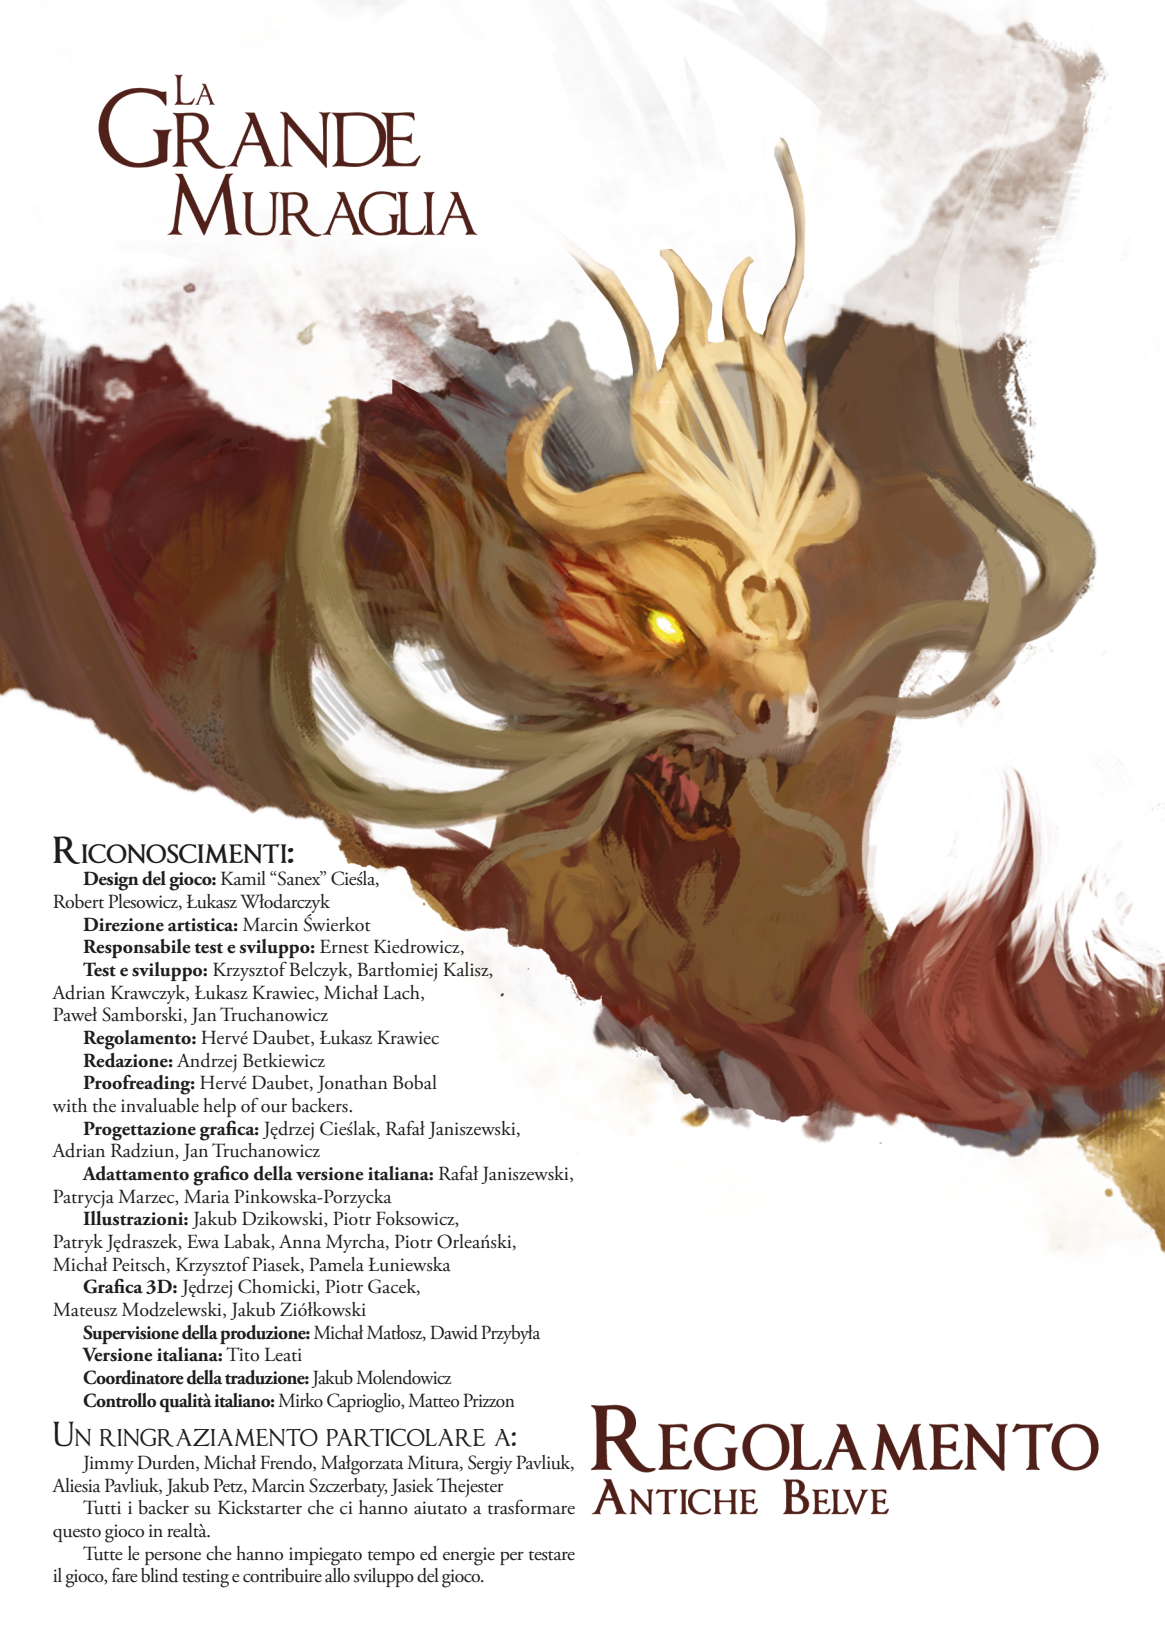 La
Grande
Muraglia
Riconoscimenti:
Design del gioco: Kamil “Sanex” Cieśla,
Robert Plesowicz, Łukasz Włodarczyk
Direzione artistica: Marcin Świerkot
Responsabile test e sviluppo: Ernest Kiedrowicz,
Test e sviluppo: Krzysztof Belczyk, Bartłomiej Kalisz,
Adrian Krawczyk, Łukasz Krawiec, Michał Lach,
Paweł Samborski, Jan Truchanowicz
Regolamento: Hervé Daubet, Łukasz Krawiec
Redazione: Andrzej Betkiewicz
Proofreading: Hervé Daubet, Jonathan Bobal
with the invaluable help of our backers.
Progettazione grafica: Jędrzej Cieślak, Rafał Janiszewski,
Adrian Radziun, Jan Truchanowicz
Adattamento grafico della versione italiana: Rafał Janiszewski,
Patrycja Marzec, Maria Pinkowska-Porzycka
Illustrazioni: Jakub Dzikowski, Piotr Foksowicz,
Patryk Jędraszek, Ewa Labak, Anna Myrcha, Piotr Orleański,
Michał Peitsch, Krzysztof Piasek, Pamela Łuniewska
Grafica 3D: Jędrzej Chomicki, Piotr Gacek,
Mateusz Modzelewski, Jakub Ziółkowski
Supervisione della produzione: Michał Matłosz, Dawid Przybyła
Versione italiana: Tito Leati
Coordinatore della traduzione: Jakub Molendowicz
Controllo qualità italiano: Mirko Caprioglio, Matteo Prizzon
Un ringraziamento particolare a:
Jimmy Durden, Michał Frendo, Małgorzata Mitura, Sergiy Pavliuk,
Aliesia Pavliuk, Jakub Petz, Marcin Szczerbaty, Jasiek Thejester
Tutti i backer su Kickstarter che ci hanno aiutato a trasformare
questo gioco in realtà.
Tutte le persone che hanno impiegato tempo ed energie per testare
il gioco, fare blind testing e contribuire allo sviluppo del gioco.
Regolamento
Antiche Belve